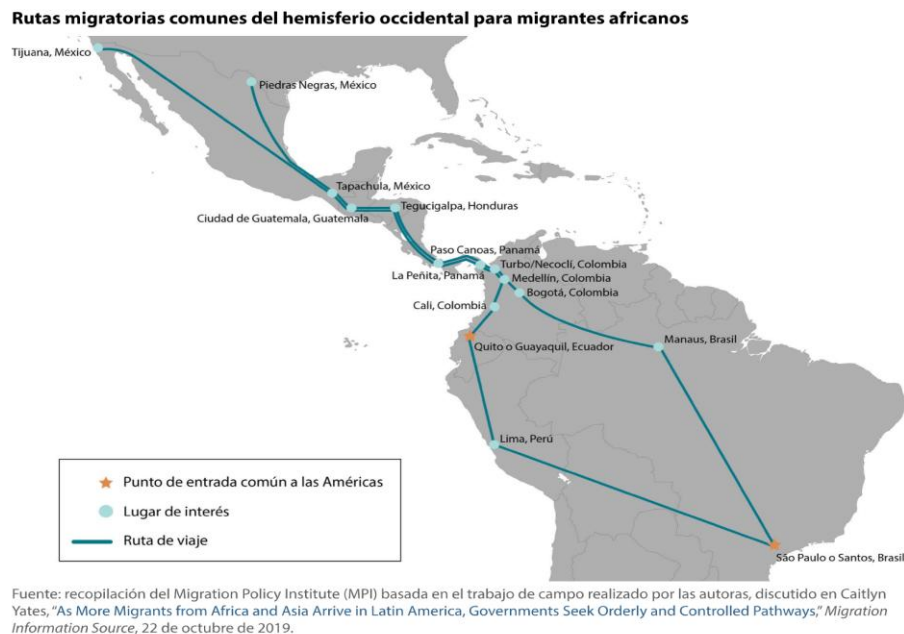 Rutas migratorias comunes del hemisferio occidental para migrantes africanos
Tijuana, México
Piedras Negras, México
Tapachula, México
Ciudad de Guatemala, Guatemala
Tegucigalpa, Honduras
Paso Canoas, Panamá
La Peñita, Panamá
Turbo/Necoclí, Colombia
Medellín, Colombia
Bogotá, Colombia
Cali, Colombia
Quito o Guayaquil, Ecuador
Manaus, Brasil
Lima, Perú
São Paulo o Santos, Brasil
Punto de entrada común a las Américas
Lugar de interés
Ruta de viaje
Fuente: recopilación del Migration Policy Institute (MPI) basada en el trabajo de campo realizado por las autoras, discutido en Caitlyn
Yates, “As More Migrants from Africa and Asia Arrive in Latin America, Governments Seek Orderly and Controlled Pathways,” Migration
Information Source, 22 de octubre de 2019.